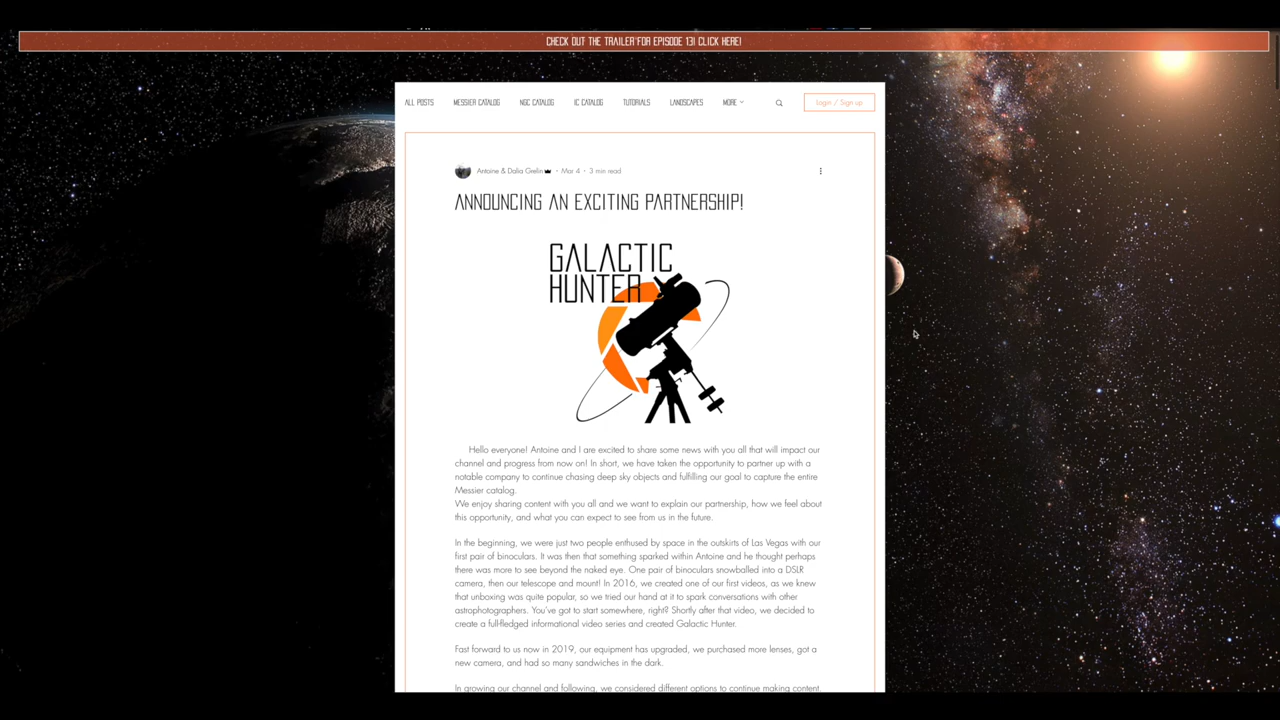 CHECK OUT THE TRAILER FOR EPISODE 13! CLICK HERE!
ALL POSTS MESSIER CATALOG NGC CATALOG IC CATALOG TUTORIALS LANDSCAPES MORE Login / Sign up
Antoine & Dalia Grelin · Mar 4 · 3 min read
ANNOUNCING AN EXCITING PARTNERSHIP!
GALACTIC
HUNTER
Hello everyone! Antoine and I are excited to share some news with you all that will impact our
channel and progress from now on! In short, we have taken the opportunity to partner up with a
notable company to continue chasing deep sky objects and fulfilling our goal to capture the entire
Messier catalog.
We enjoy sharing content with you all and we want to explain our partnership, how we feel about
this opportunity, and what you can expect to see from us in the future.
In the beginning, we were just two people enthused by space in the outskirts of Las Vegas with our
first pair of binoculars. It was then that something sparked within Antoine and he thought perhaps
there was more to see beyond the naked eye. One pair of binoculars snowballed into a DSLR
camera, then our telescope and mount! In 2016, we created one of our first videos, as we knew
that unboxing was quite popular, so we tried our hand at it to spark conversations with other
astrophotographers. You've got to start somewhere, right? Shortly after that video, we decided to
create a full-fledged informational video series and created Galactic Hunter.
Fast forward to us now in 2019, our equipment has upgraded, we purchased more lenses, got a
new camera, and had so many sandwiches in the dark.
In growing our channel and following, we considered different options to continue making content,